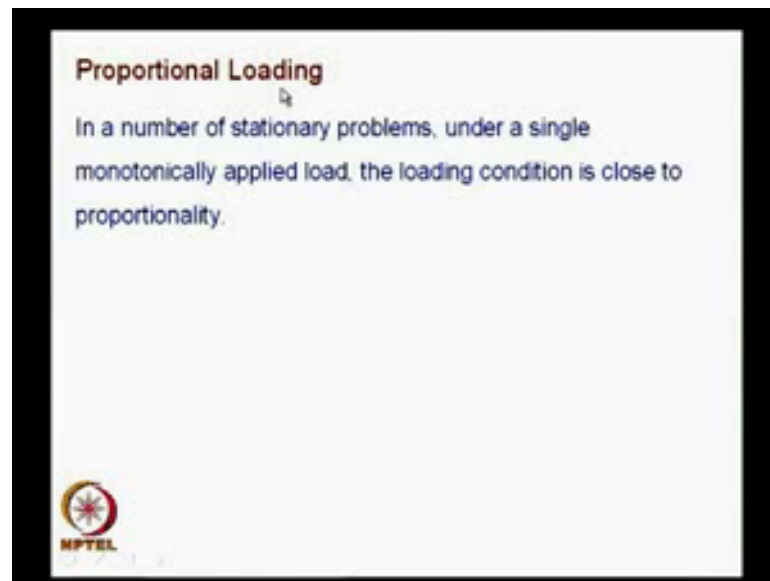 Proportional Loading
In a number of stationary problems, under a single
monotonically applied load, the loading condition is close to
proportionality.
NPTEL